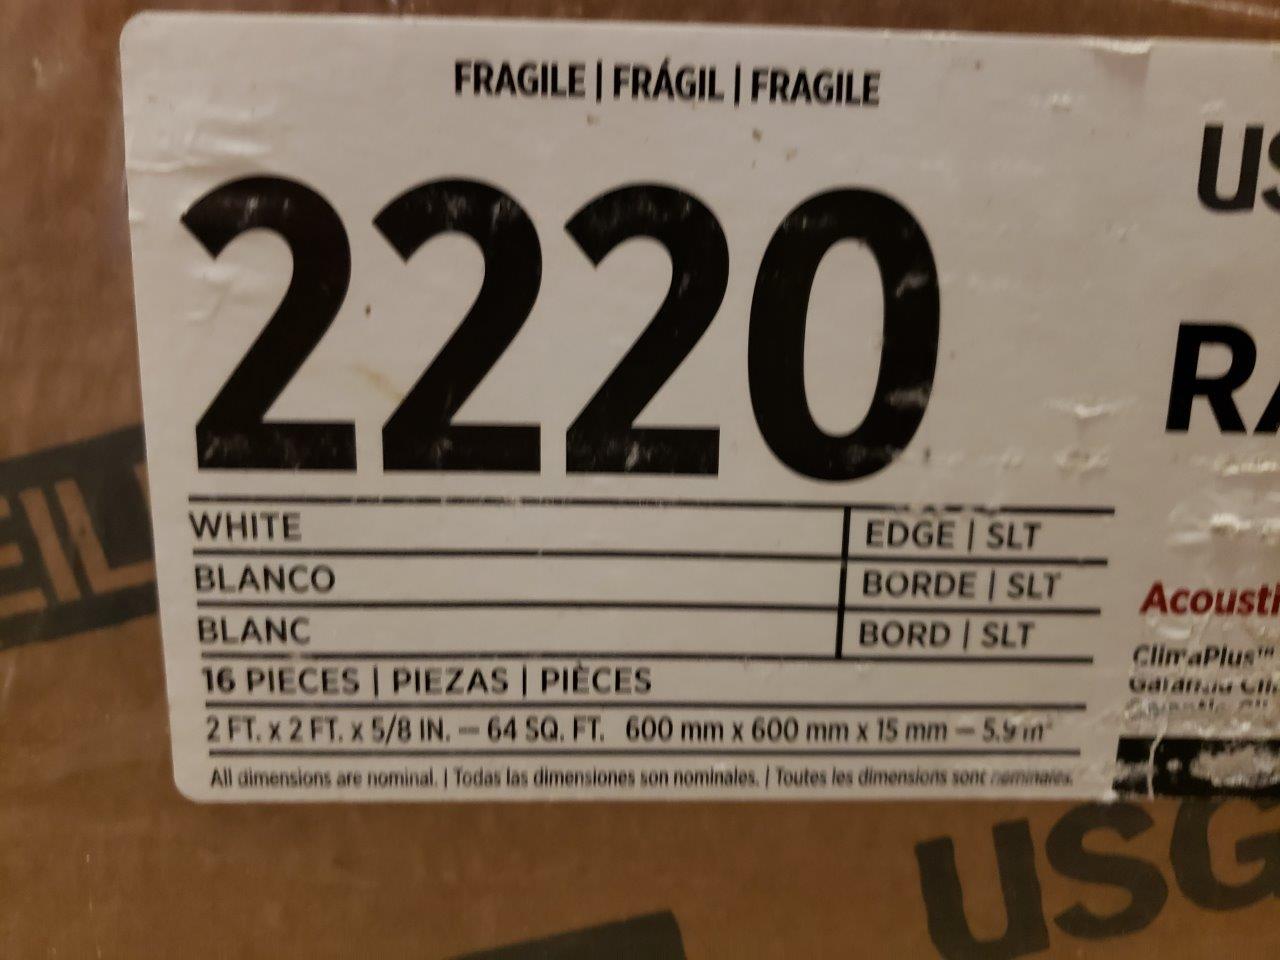 FRAGILE | FRÁGIL | FRAGILE
2220
WHITE
EDGE | SLT
BLANCO
BORDE | SLT
BLANC
BORD | SLT
16 PIECES | PIEZAS | PIÈCES
2 FT. x 2 FT. x 5/8 IN. — 64 SQ. FT. 600 mm x 600 mm x 15 mm — 5.9 m²
All dimensions are nominal. | Todas las dimensiones son nominales. | Toutes les dimensions sont nominales.
US
RA
Acousti
ClimaPlus™
EIL
USG